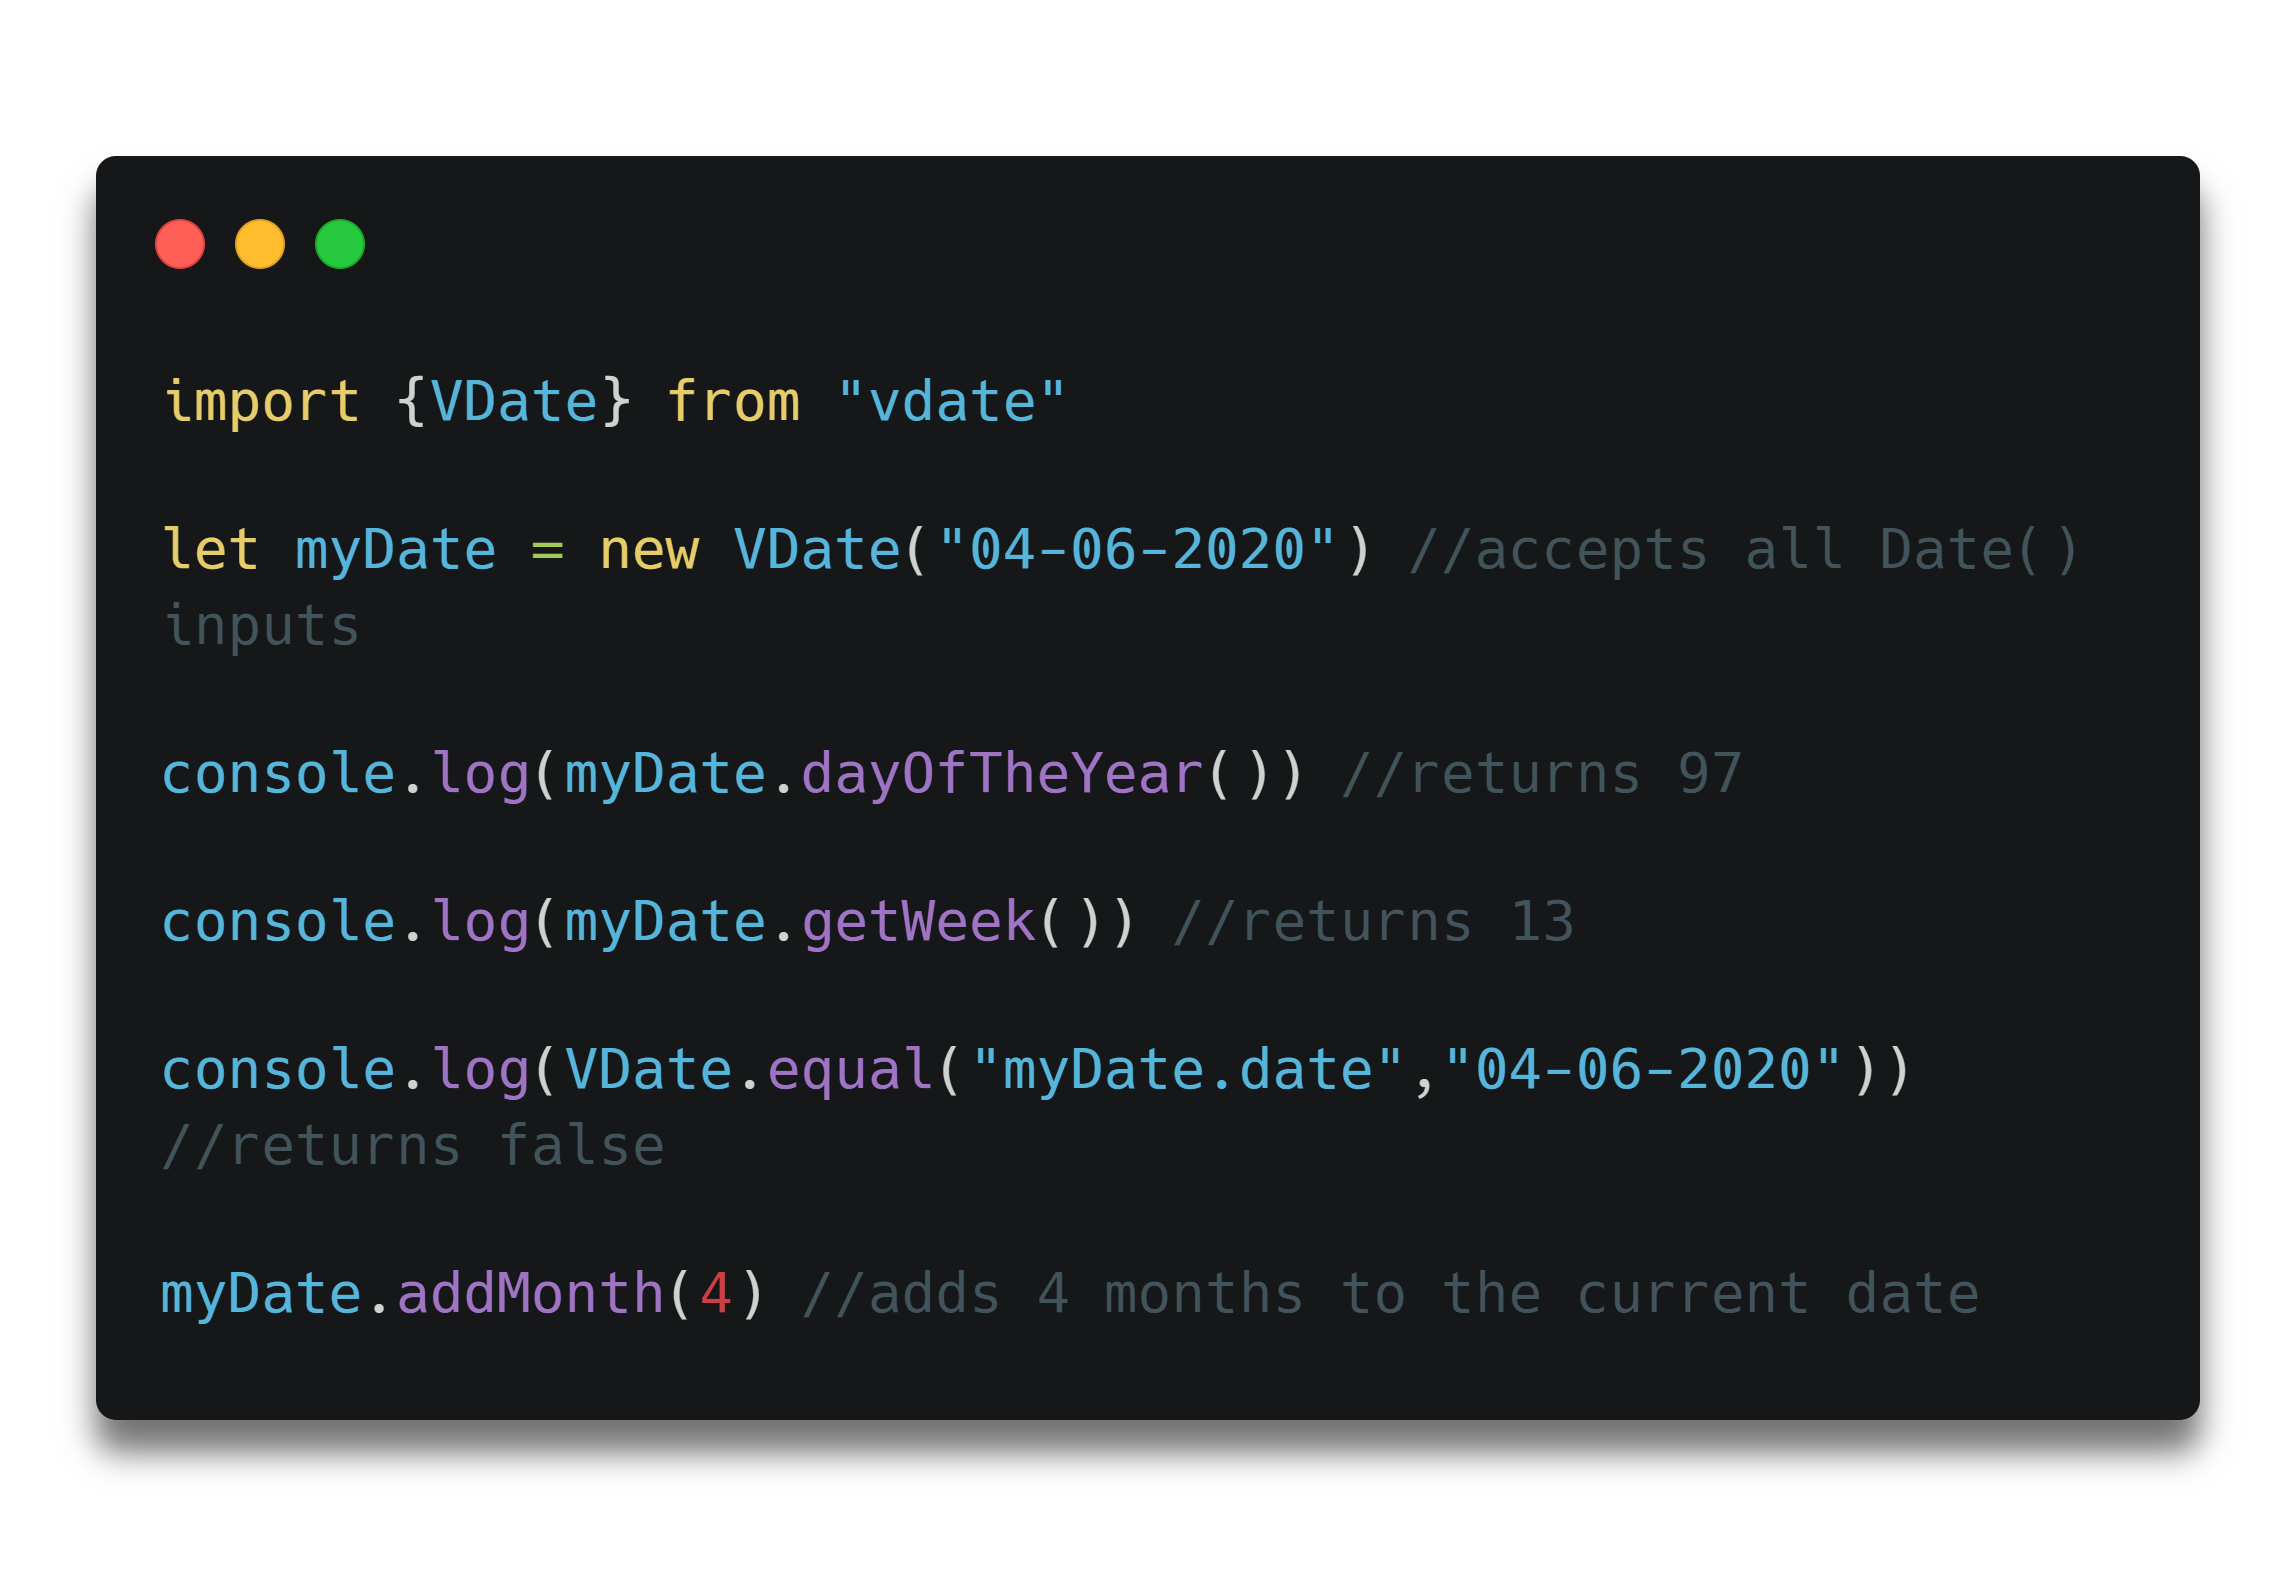 import {VDate} from "vdate"
let myDate = new VDate("04-06-2020") //accepts all Date()
inputs
console.log(myDate.dayOfTheYear()) //returns 97
console.log(myDate.getWeek()) //returns 13
console.log(VDate.equal("myDate.date","04-06-2020"))
//returns false
myDate.addMonth(4) //adds 4 months to the current date